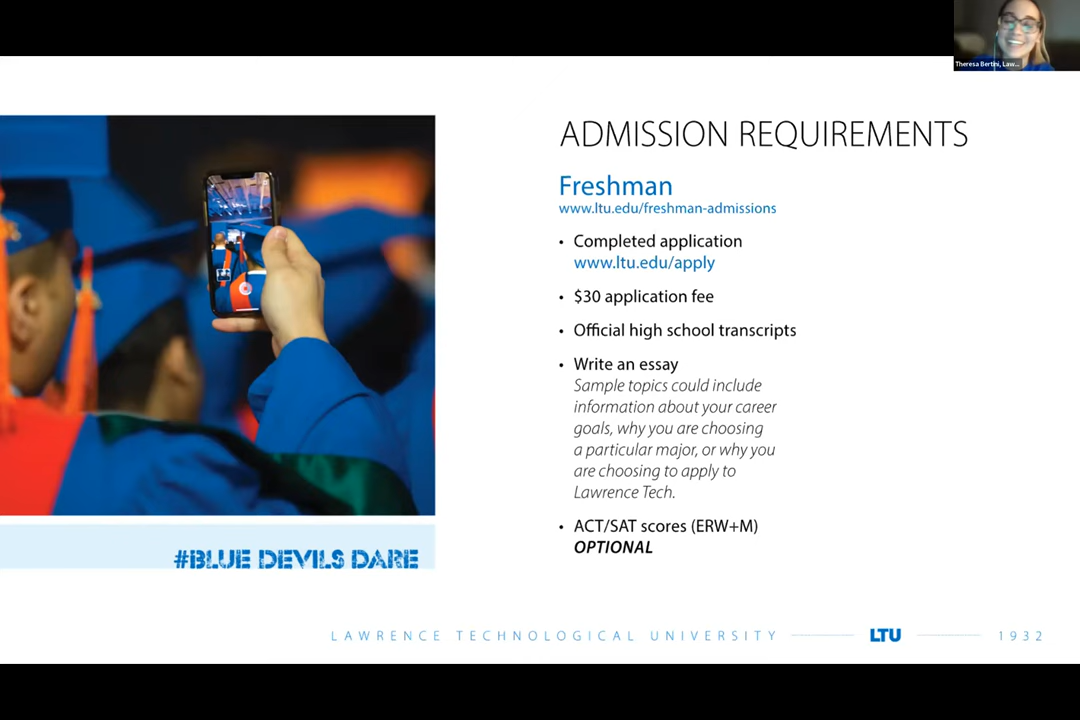 Theresa Bertini, Law...
ADMISSION REQUIREMENTS
Freshman
www.ltu.edu/freshman-admissions
• Completed application
www.ltu.edu/apply
• $30 application fee
• Official high school transcripts
• Write an essay
Sample topics could include
information about your career
goals, why you are choosing
a particular major, or why you
are choosing to apply to
Lawrence Tech.
• ACT/SAT scores (ERW+M)
OPTIONAL
#BLUE DEVILS DARE
LAWRENCE TECHNOLOGICAL UNIVERSITY LTU 1932